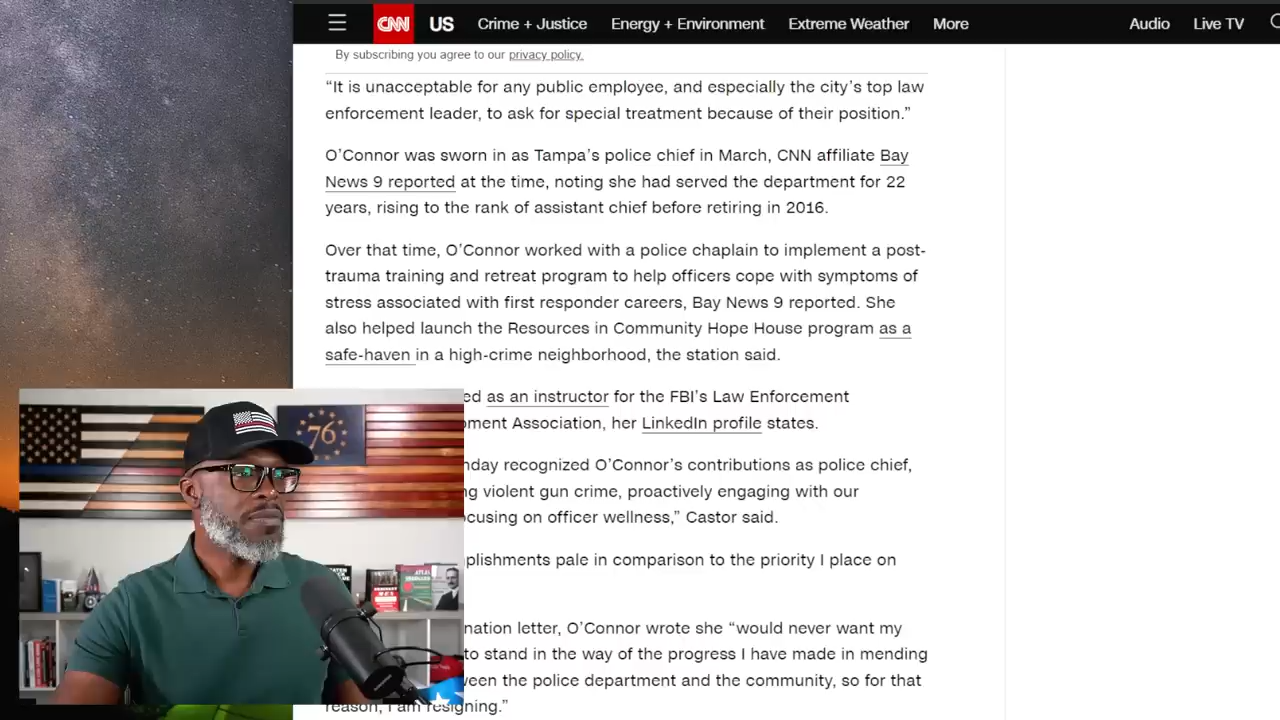 CNN US Crime + Justice Energy + Environment Extreme Weather More Audio Live TV
By subscribing you agree to our privacy policy.
“It is unacceptable for any public employee, and especially the city’s top law
enforcement leader, to ask for special treatment because of their position.”
O’Connor was sworn in as Tampa’s police chief in March, CNN affiliate Bay
News 9 reported at the time, noting she had served the department for 22
years, rising to the rank of assistant chief before retiring in 2016.
Over that time, O’Connor worked with a police chaplain to implement a post-
trauma training and retreat program to help officers cope with symptoms of
stress associated with first responder careers, Bay News 9 reported. She
also helped launch the Resources in Community Hope House program as a
safe-haven in a high-crime neighborhood, the station said.
ed as an instructor for the FBI’s Law Enforcement
pment Association, her LinkedIn profile states.
nday recognized O’Connor’s contributions as police chief,
ng violent gun crime, proactively engaging with our
ocusing on officer wellness,” Castor said.
plishments pale in comparison to the priority I place on
nation letter, O’Connor wrote she “would never want my
to stand in the way of the progress I have made in mending
ween the police department and the community, so for that
reason, I am resigning.”
76